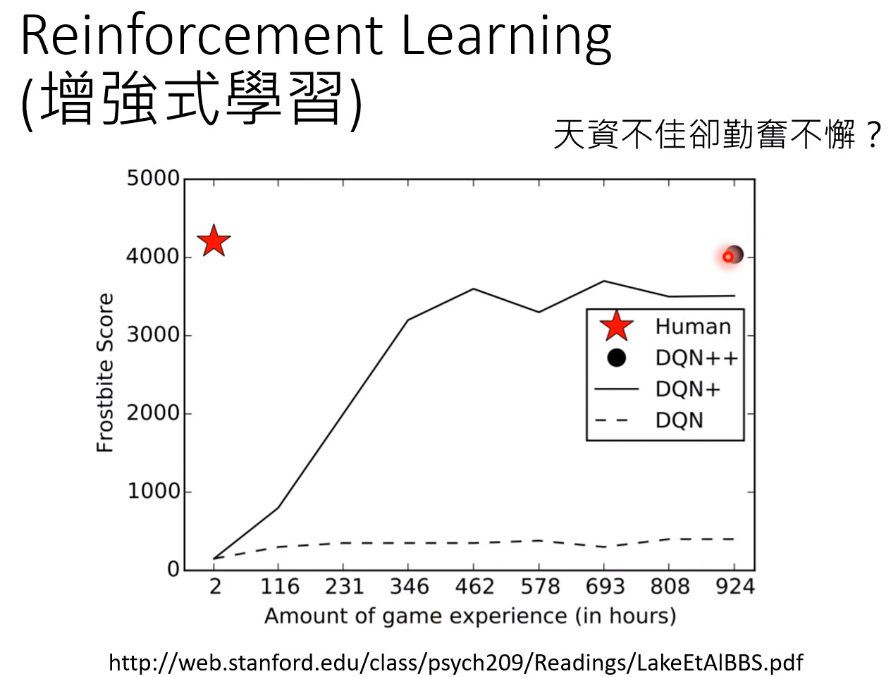 Reinforcement Learning
(增強式學習)
天資不佳卻勤奮不懈？
5000
4000
3000
2000
1000
0
Frostbite Score
Human
DQN++
DQN+
DQN
2 116 231 346 462 578 693 808 924
Amount of game experience (in hours)
http://web.stanford.edu/class/psych209/Readings/LakeEtAlBBS.pdf